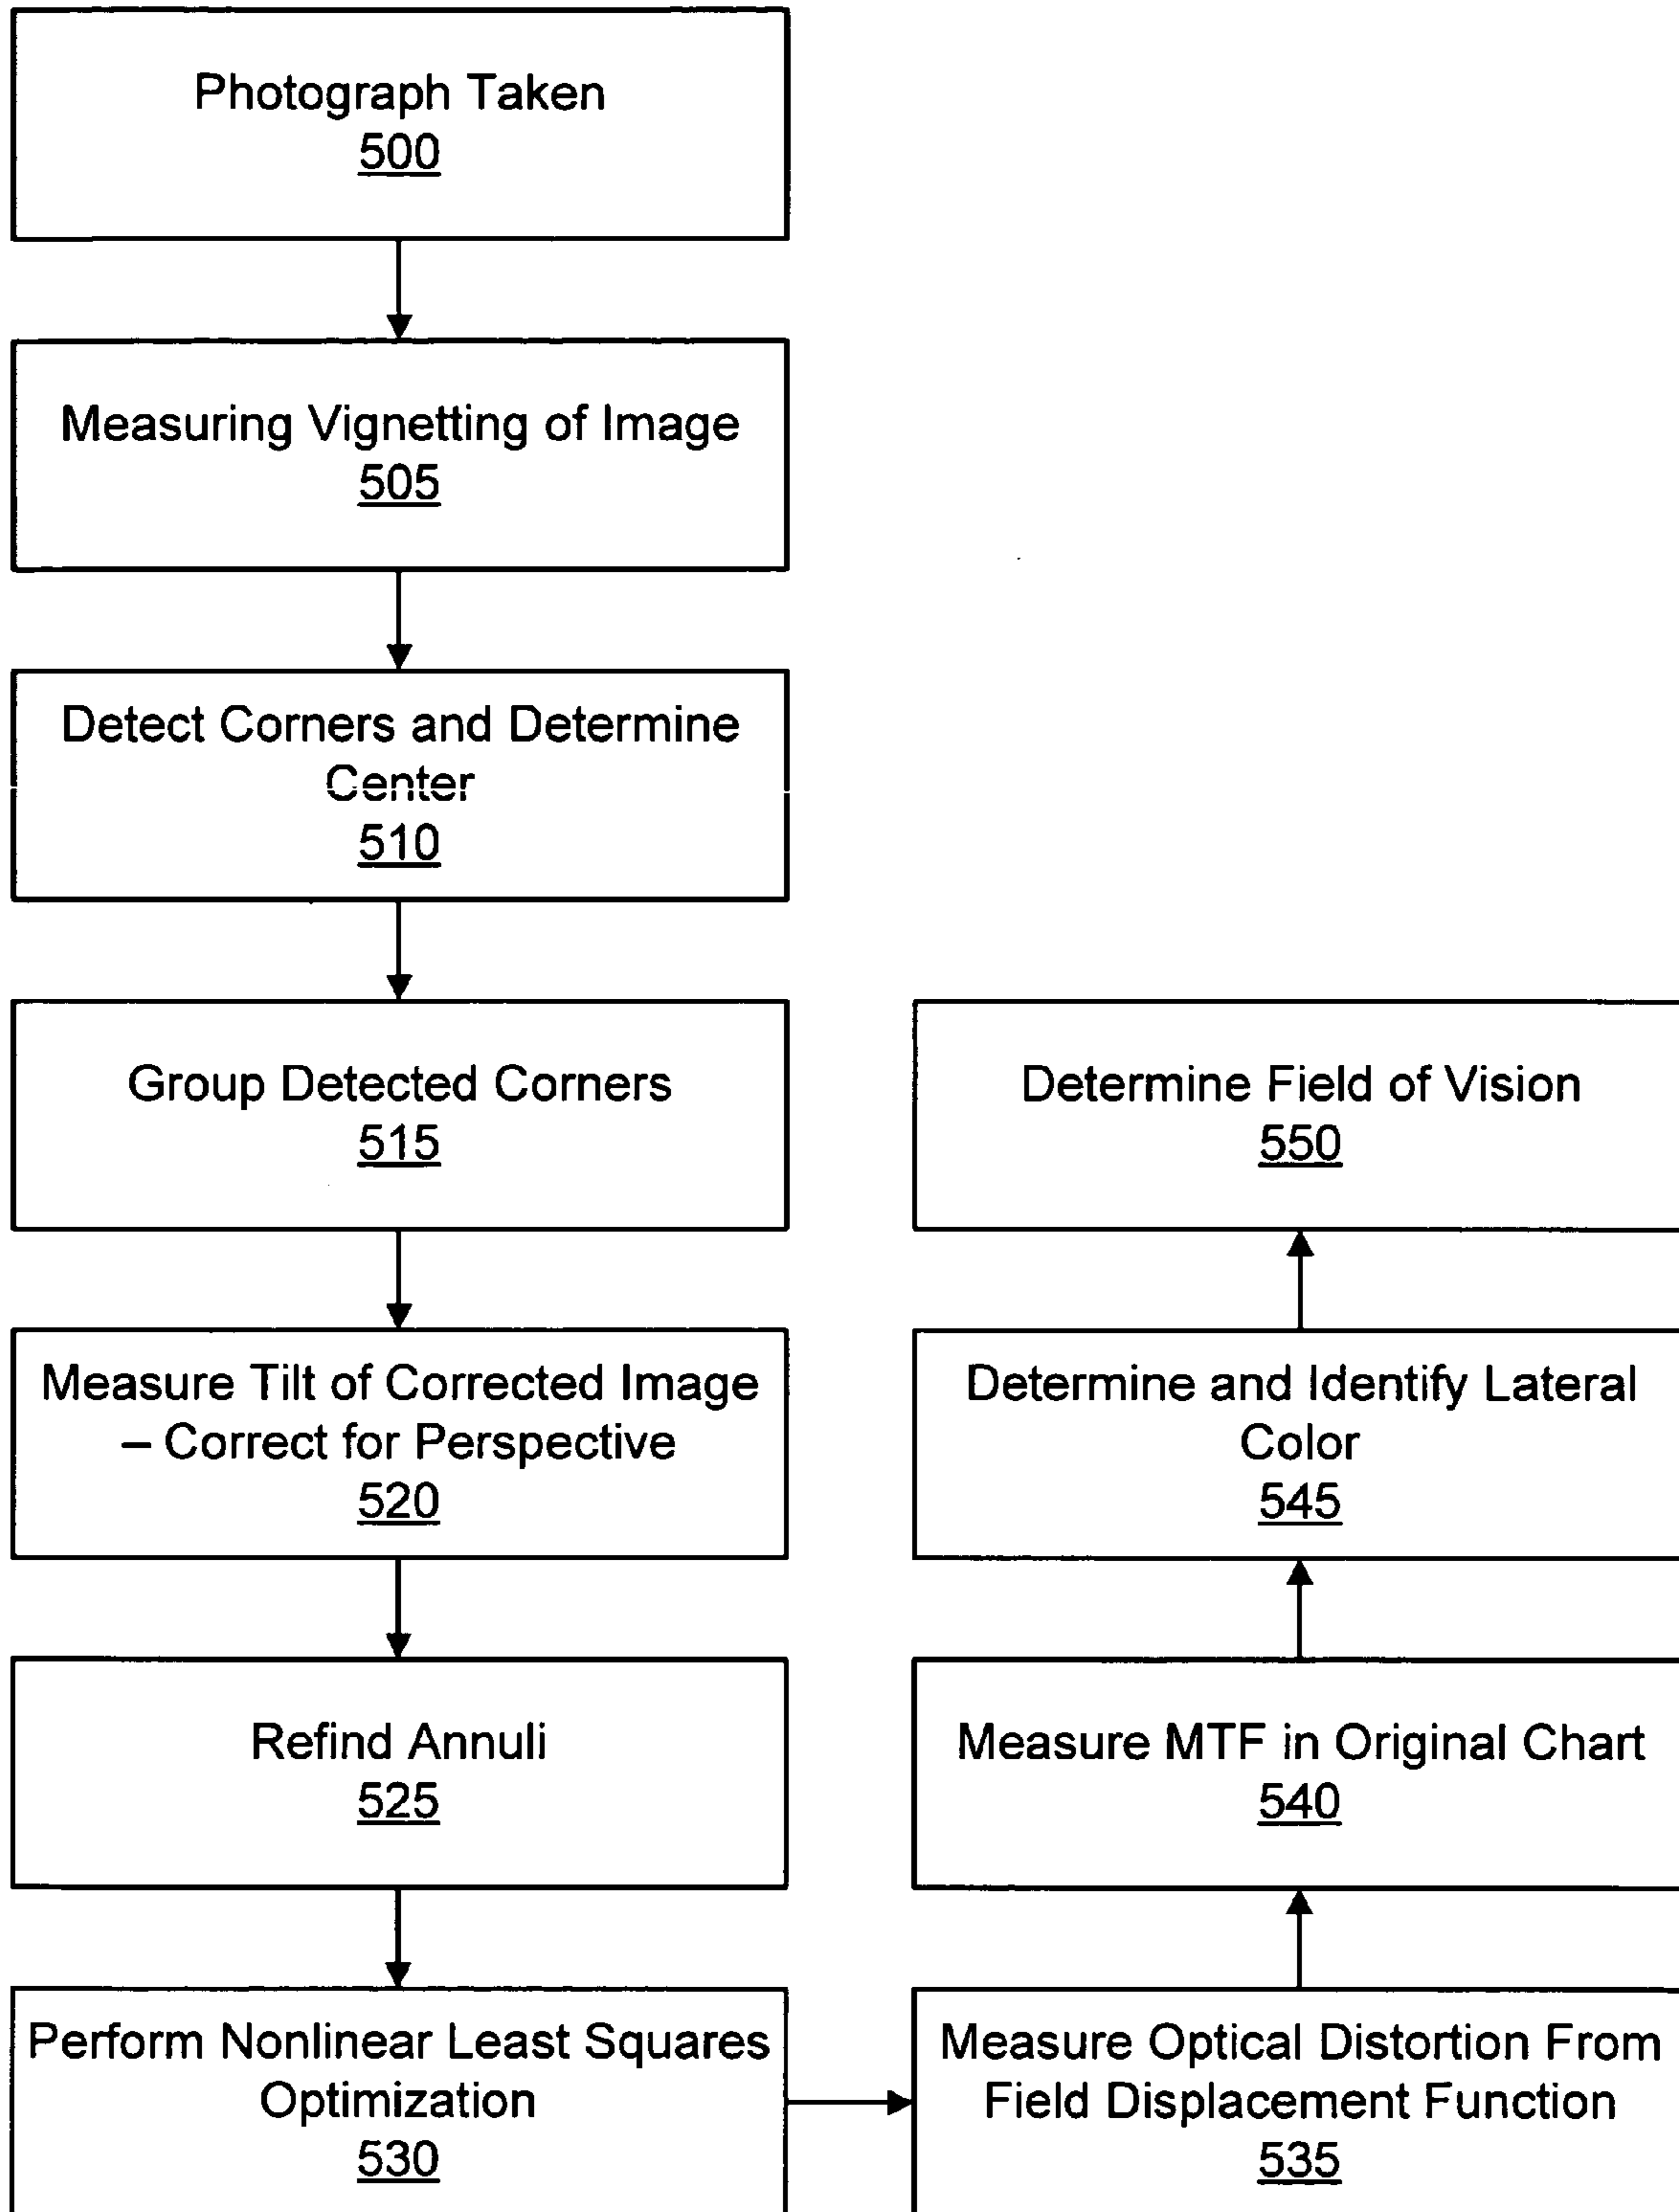 Photograph Taken
500
Measuring Vignetting of Image
505
Detect Corners and Determine
Center
510
Group Detected Corners
515
Measure Tilt of Corrected Image
– Correct for Perspective
520
Refind Annuli
525
Perform Nonlinear Least Squares
Optimization
530
Measure Optical Distortion From
Field Displacement Function
535
Measure MTF in Original Chart
540
Determine and Identify Lateral
Color
545
Determine Field of Vision
550